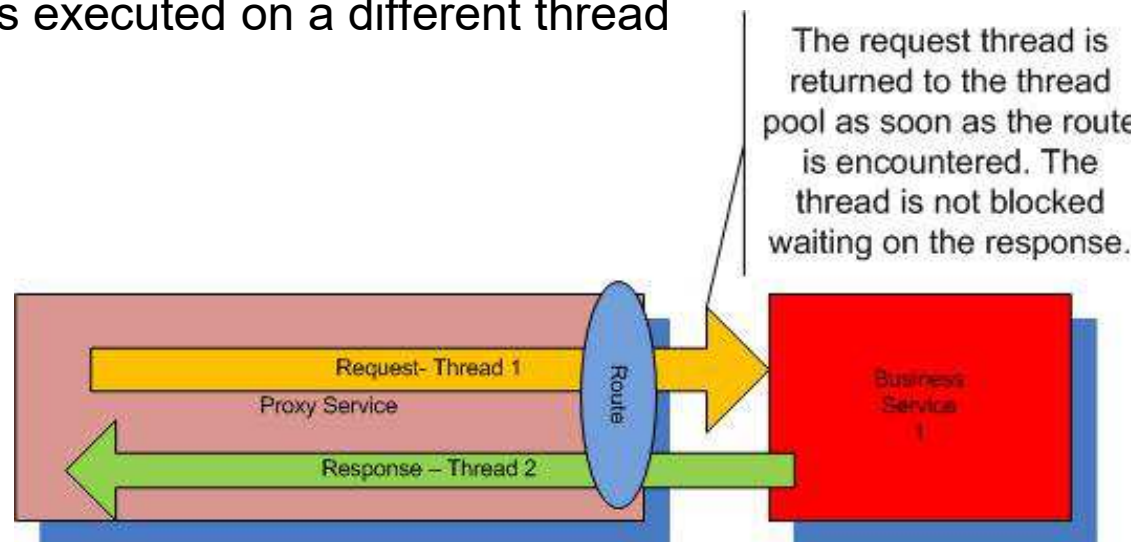 s executed on a different thread
The request thread is
returned to the thread
pool as soon as the route
is encountered. The
thread is not blocked
waiting on the response.
Request- Thread 1
Proxy Service
Route
Response – Thread 2
Business
Service
1